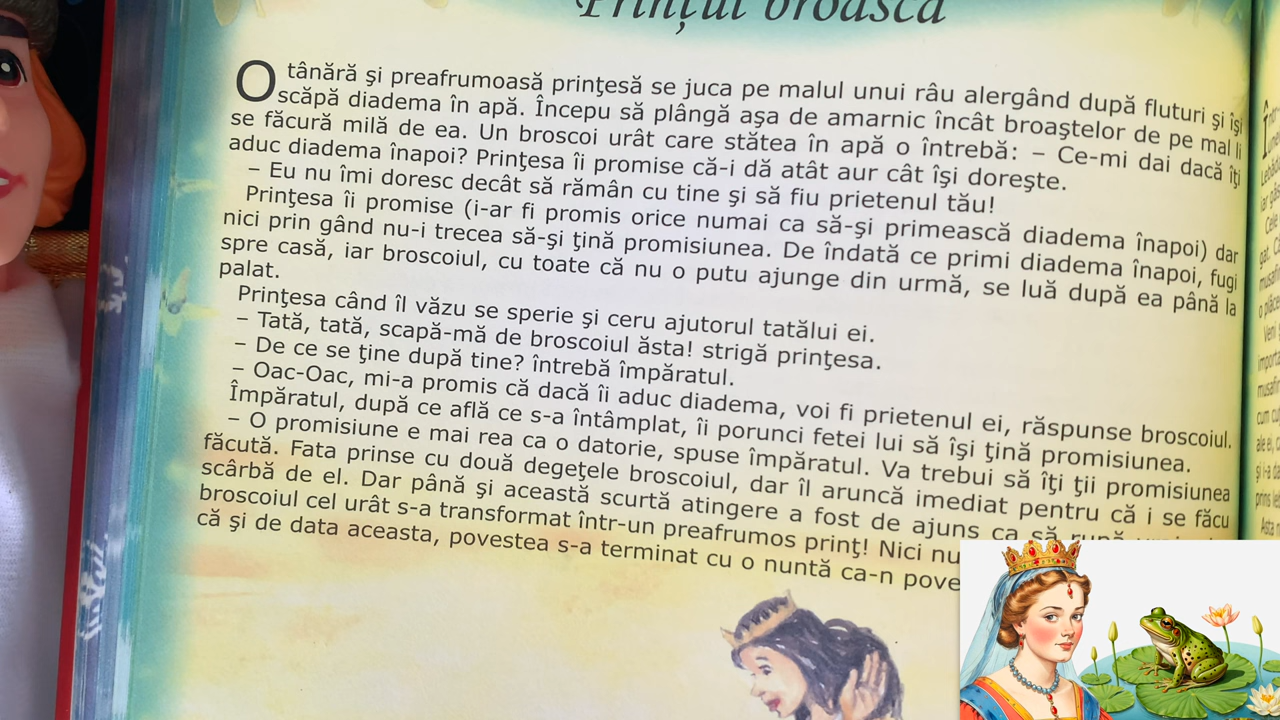 Prințul broască
O tânără şi preafrumoasă prinţesă se juca pe malul unui râu alergând după fluturi şi îşi
scăpă diadema în apă. Începu să plângă aşa de amarnic încât broaştelor de pe mal li
se făcură milă de ea. Un broscoi urât care stătea în apă o întrebă: – Ce-mi dai dacă îţi
aduc diadema înapoi? Prinţesa îi promise că-i dă atât aur cât îşi doreşte.
– Eu nu îmi doresc decât să rămân cu tine şi să fiu prietenul tău!
Prinţesa îi promise (i-ar fi promis orice numai ca să-şi primească diadema înapoi) dar
nici prin gând nu-i trecea să-şi ţină promisiunea. De îndată ce primi diadema înapoi, fugi
spre casă, iar broscoiul, cu toate că nu o putu ajunge din urmă, se luă după ea până la
palat.
Prinţesa când îl văzu se sperie şi ceru ajutorul tatălui ei.
– Tată, tată, scapă-mă de broscoiul ăsta! strigă prinţesa.
– De ce se ţine după tine? întrebă împăratul.
– Oac-Oac, mi-a promis că dacă îi aduc diadema, voi fi prietenul ei, răspunse broscoiul.
Împăratul, după ce află ce s-a întâmplat, îi porunci fetei lui să îşi ţină promisiunea.
– O promisiune e mai rea ca o datorie, spuse împăratul. Va trebui să îţi ţii promisiunea
făcută. Fata prinse cu două degeţele broscoiul, dar îl aruncă imediat pentru că i se făcu
scârbă de el. Dar până şi această scurtă atingere a fost de ajuns ca să
broscoiul cel urât s-a transformat într-un preafrumos prinţ! Nici nu
că şi de data aceasta, povestea s-a terminat cu o nuntă ca-n